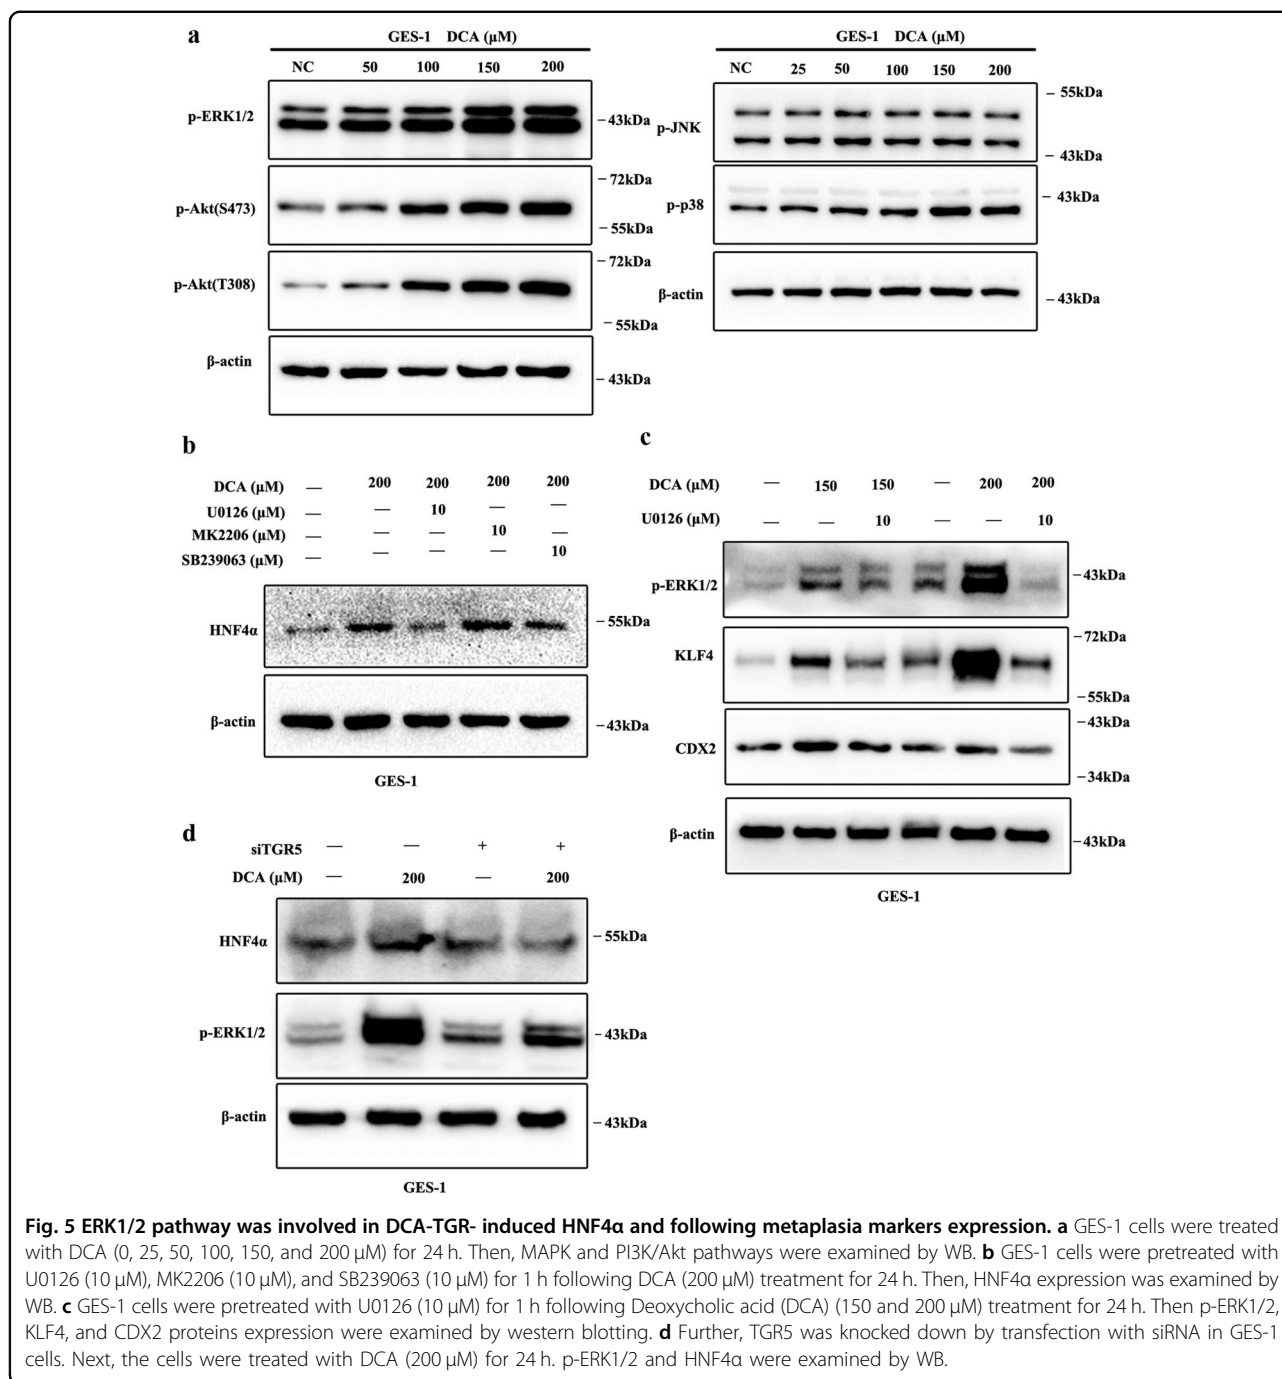 a
GES-1 DCA (μM)
NC 50 100 150 200
p-ERK1/2
– 43kDa
– 72kDa
p-Akt(S473)
– 55kDa
– 72kDa
p-Akt(T308)
– 55kDa
β-actin
– 43kDa
GES-1 DCA (μM)
NC 25 50 100 150 200
– 55kDa
p-JNK
– 43kDa
– 43kDa
p-p38
β-actin
– 43kDa
b
DCA (μM) — 200 200 200 200
U0126 (μM) — — 10 — —
MK2206 (μM) — — — 10 —
SB239063 (μM) — — — — 10
HNF4α
– 55kDa
β-actin
– 43kDa
GES-1
c
DCA (μM) — 150 150 — 200 200
U0126 (μM) — — 10 — — 10
p-ERK1/2
– 43kDa
– 72kDa
KLF4
– 55kDa
– 43kDa
CDX2
– 34kDa
β-actin
– 43kDa
GES-1
d
siTGR5 — — + +
DCA (μM) — 200 — 200
HNF4α
– 55kDa
p-ERK1/2
– 43kDa
β-actin
– 43kDa
GES-1
Fig. 5 ERK1/2 pathway was involved in DCA-TGR- induced HNF4α and following metaplasia markers expression. a GES-1 cells were treated
with DCA (0, 25, 50, 100, 150, and 200 μM) for 24 h. Then, MAPK and PI3K/Akt pathways were examined by WB. b GES-1 cells were pretreated with
U0126 (10 μM), MK2206 (10 μM), and SB239063 (10 μM) for 1 h following DCA (200 μM) treatment for 24 h. Then, HNF4α expression was examined by
WB. c GES-1 cells were pretreated with U0126 (10 μM) for 1 h following Deoxycholic acid (DCA) (150 and 200 μM) treatment for 24 h. Then p-ERK1/2,
KLF4, and CDX2 proteins expression were examined by western blotting. d Further, TGR5 was knocked down by transfection with siRNA in GES-1
cells. Next, the cells were treated with DCA (200 μM) for 24 h. p-ERK1/2 and HNF4α were examined by WB.